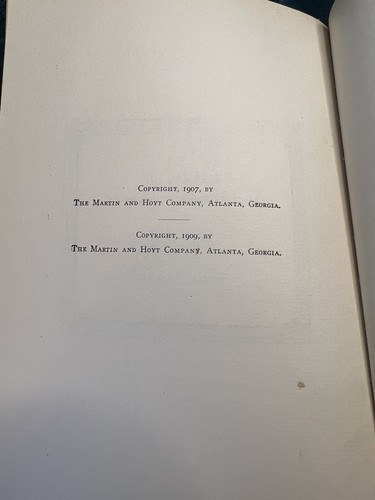 Copyright, 1907, by
The Martin and Hoyt Company, Atlanta, Georgia.
Copyright, 1909, by
The Martin and Hoyt Company, Atlanta, Georgia.